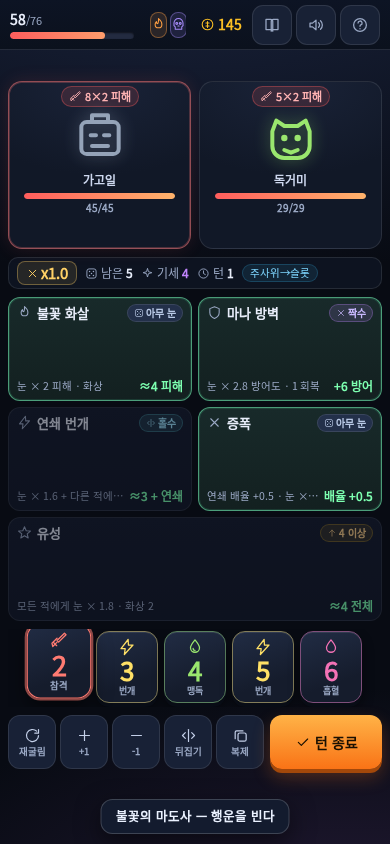 58/76
145
8×2 피해
5×2 피해
가고일
독거미
45/45
29/29
x1.0
남은 5
기세 4
턴 1
주사위→슬롯
불꽃 화살
아무 눈
눈 × 2 피해 · 화상
≈4 피해
마나 방벽
짝수
눈 × 2.8 방어도 · 1 회복
+6 방어
연쇄 번개
홀수
눈 × 1.6 + 다른 적에…
≈3 + 연쇄
증폭
아무 눈
연쇄 배율 +0.5 · 눈 ×…
배율 +0.5
유성
4 이상
모든 적에게 눈 × 1.8 · 화상 2
≈4 전체
2
참격
3
번개
4
맹독
5
번개
6
흡혈
재굴림
+1
-1
뒤집기
복제
턴 종료
불꽃의 마도사 — 행운을 빈다